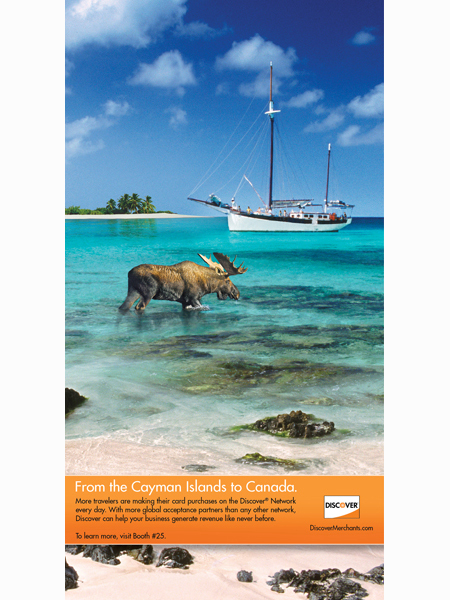 From the Cayman Islands to Canada.
More travelers are making their card purchases on the Discover® Network
every day. With more global acceptance partners than any other network,
Discover can help your business generate revenue like never before.
To learn more, visit Booth #25.
DISCOVER
DiscoverMerchants.com